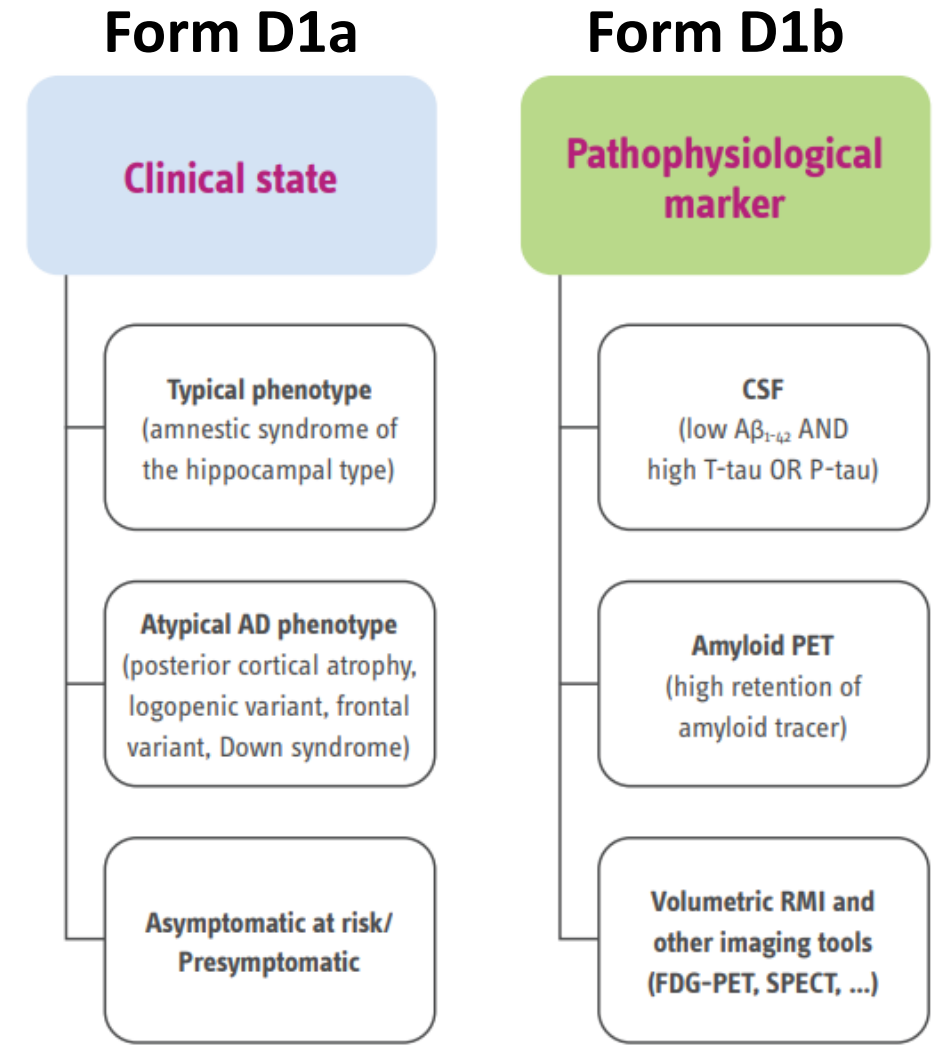 Form D1a
Clinical state
Typical phenotype
(amnestic syndrome of
the hippocampal type)
Atypical AD phenotype
(posterior cortical atrophy,
logopenic variant, frontal
variant, Down syndrome)
Asymptomatic at risk/
Presymptomatic
Form D1b
Pathophysiological
marker
CSF
(low Aβ₁₋₄₂ AND
high T-tau OR P-tau)
Amyloid PET
(high retention of
amyloid tracer)
Volumetric RMI and
other imaging tools
(FDG-PET, SPECT, ...)